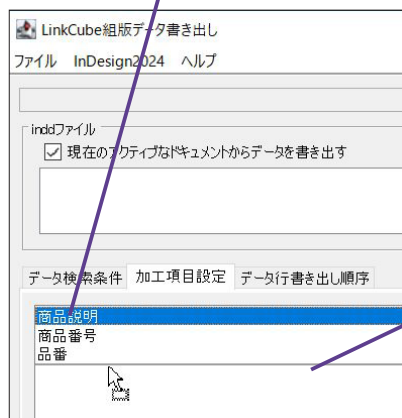 LinkCube組版データ書き出し
ファイル InDesign2024 ヘルプ
inddファイル
現在のアクティブなドキュメントからデータを書き出す
データ検索条件 加工項目設定 データ行書き出し順序
商品説明
商品番号
品番